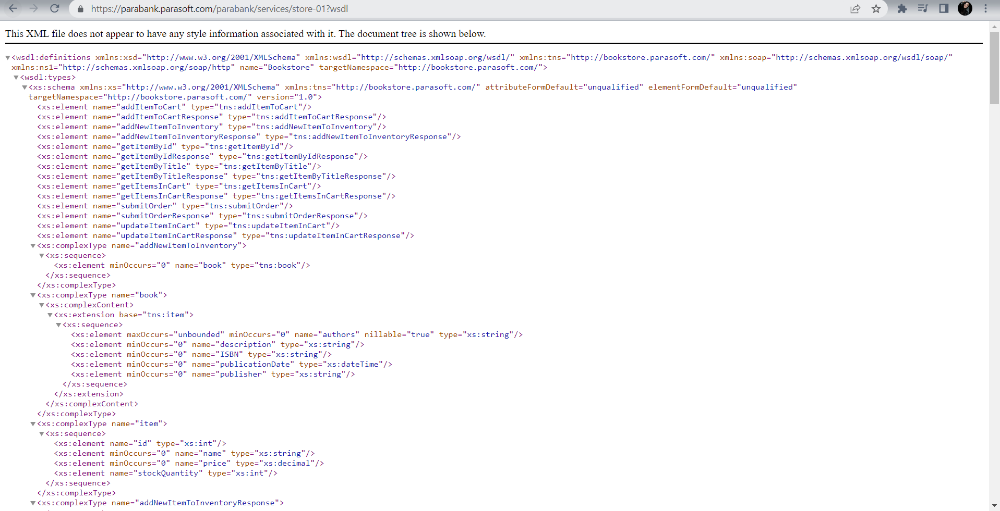 https://parabank.parasoft.com/parabank/services/store-01?wsdl
This XML file does not appear to have any style information associated with it. The document tree is shown below.
▼<wsdl:definitions xmlns:xsd="http://www.w3.org/2001/XMLSchema" xmlns:wsdl="http://schemas.xmlsoap.org/wsdl/" xmlns:tns="http://bookstore.parasoft.com/" xmlns:soap="http://schemas.xmlsoap.org/wsdl/soap/"
xmlns:ns1="http://schemas.xmlsoap.org/soap/http" name="Bookstore" targetNamespace="http://bookstore.parasoft.com/">
▼<wsdl:types>
▼<xs:schema xmlns:xs="http://www.w3.org/2001/XMLSchema" xmlns:tns="http://bookstore.parasoft.com/" attributeFormDefault="unqualified" elementFormDefault="unqualified"
targetNamespace="http://bookstore.parasoft.com/" version="1.0">
<xs:element name="addItemToCart" type="tns:addItemToCart"/>
<xs:element name="addItemToCartResponse" type="tns:addItemToCartResponse"/>
<xs:element name="addNewItemToInventory" type="tns:addNewItemToInventory"/>
<xs:element name="addNewItemToInventoryResponse" type="tns:addNewItemToInventoryResponse"/>
<xs:element name="getItemById" type="tns:getItemById"/>
<xs:element name="getItemByIdResponse" type="tns:getItemByIdResponse"/>
<xs:element name="getItemByTitle" type="tns:getItemByTitle"/>
<xs:element name="getItemByTitleResponse" type="tns:getItemByTitleResponse"/>
<xs:element name="getItemsInCart" type="tns:getItemsInCart"/>
<xs:element name="getItemsInCartResponse" type="tns:getItemsInCartResponse"/>
<xs:element name="submitOrder" type="tns:submitOrder"/>
<xs:element name="submitOrderResponse" type="tns:submitOrderResponse"/>
<xs:element name="updateItemInCart" type="tns:updateItemInCart"/>
<xs:element name="updateItemInCartResponse" type="tns:updateItemInCartResponse"/>
▼<xs:complexType name="addNewItemToInventory">
▼<xs:sequence>
<xs:element minOccurs="0" name="book" type="tns:book"/>
</xs:sequence>
</xs:complexType>
▼<xs:complexType name="book">
▼<xs:complexContent>
▼<xs:extension base="tns:item">
▼<xs:sequence>
<xs:element maxOccurs="unbounded" minOccurs="0" name="authors" nillable="true" type="xs:string"/>
<xs:element minOccurs="0" name="description" type="xs:string"/>
<xs:element minOccurs="0" name="ISBN" type="xs:string"/>
<xs:element minOccurs="0" name="publicationDate" type="xs:dateTime"/>
<xs:element minOccurs="0" name="publisher" type="xs:string"/>
</xs:sequence>
</xs:extension>
</xs:complexContent>
</xs:complexType>
▼<xs:complexType name="item">
▼<xs:sequence>
<xs:element name="id" type="xs:int"/>
<xs:element minOccurs="0" name="name" type="xs:string"/>
<xs:element minOccurs="0" name="price" type="xs:decimal"/>
<xs:element name="stockQuantity" type="xs:int"/>
</xs:sequence>
</xs:complexType>
▼<xs:complexType name="addNewItemToInventoryResponse">